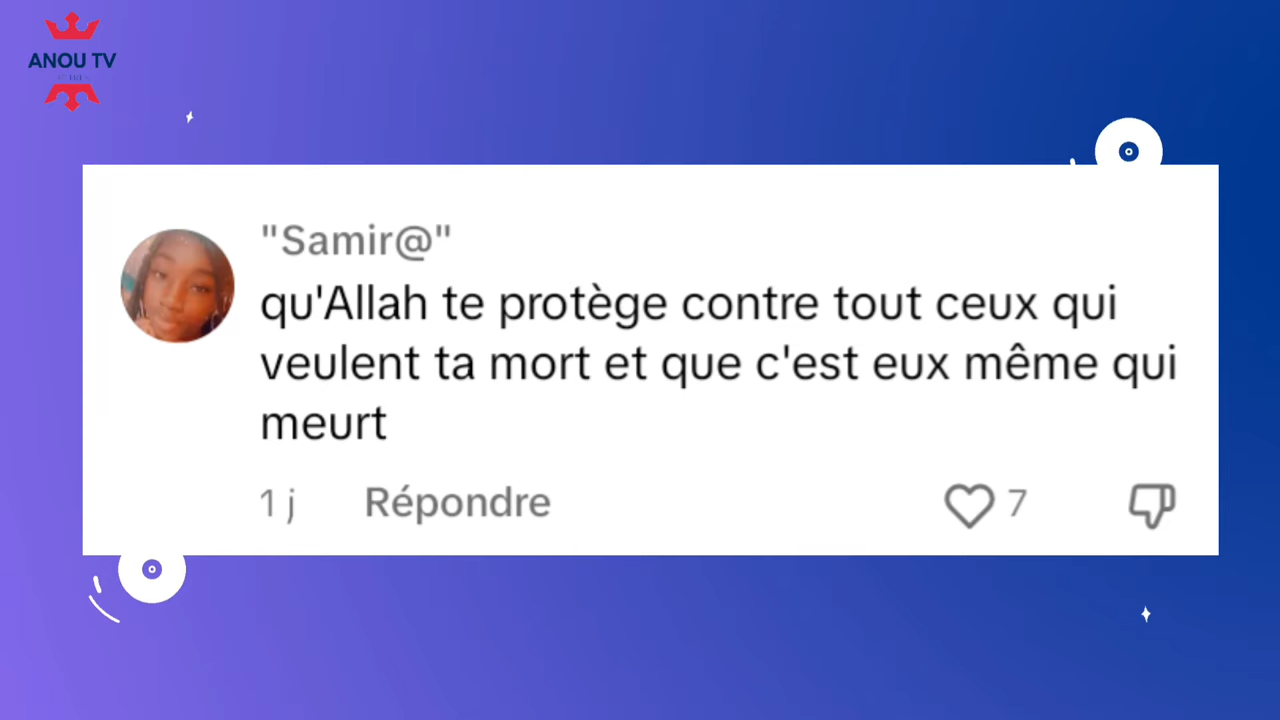 ANOU TV
"Samir@"
qu'Allah te protège contre tout ceux qui
veulent ta mort et que c'est eux même qui
meurt
1 j Répondre 7